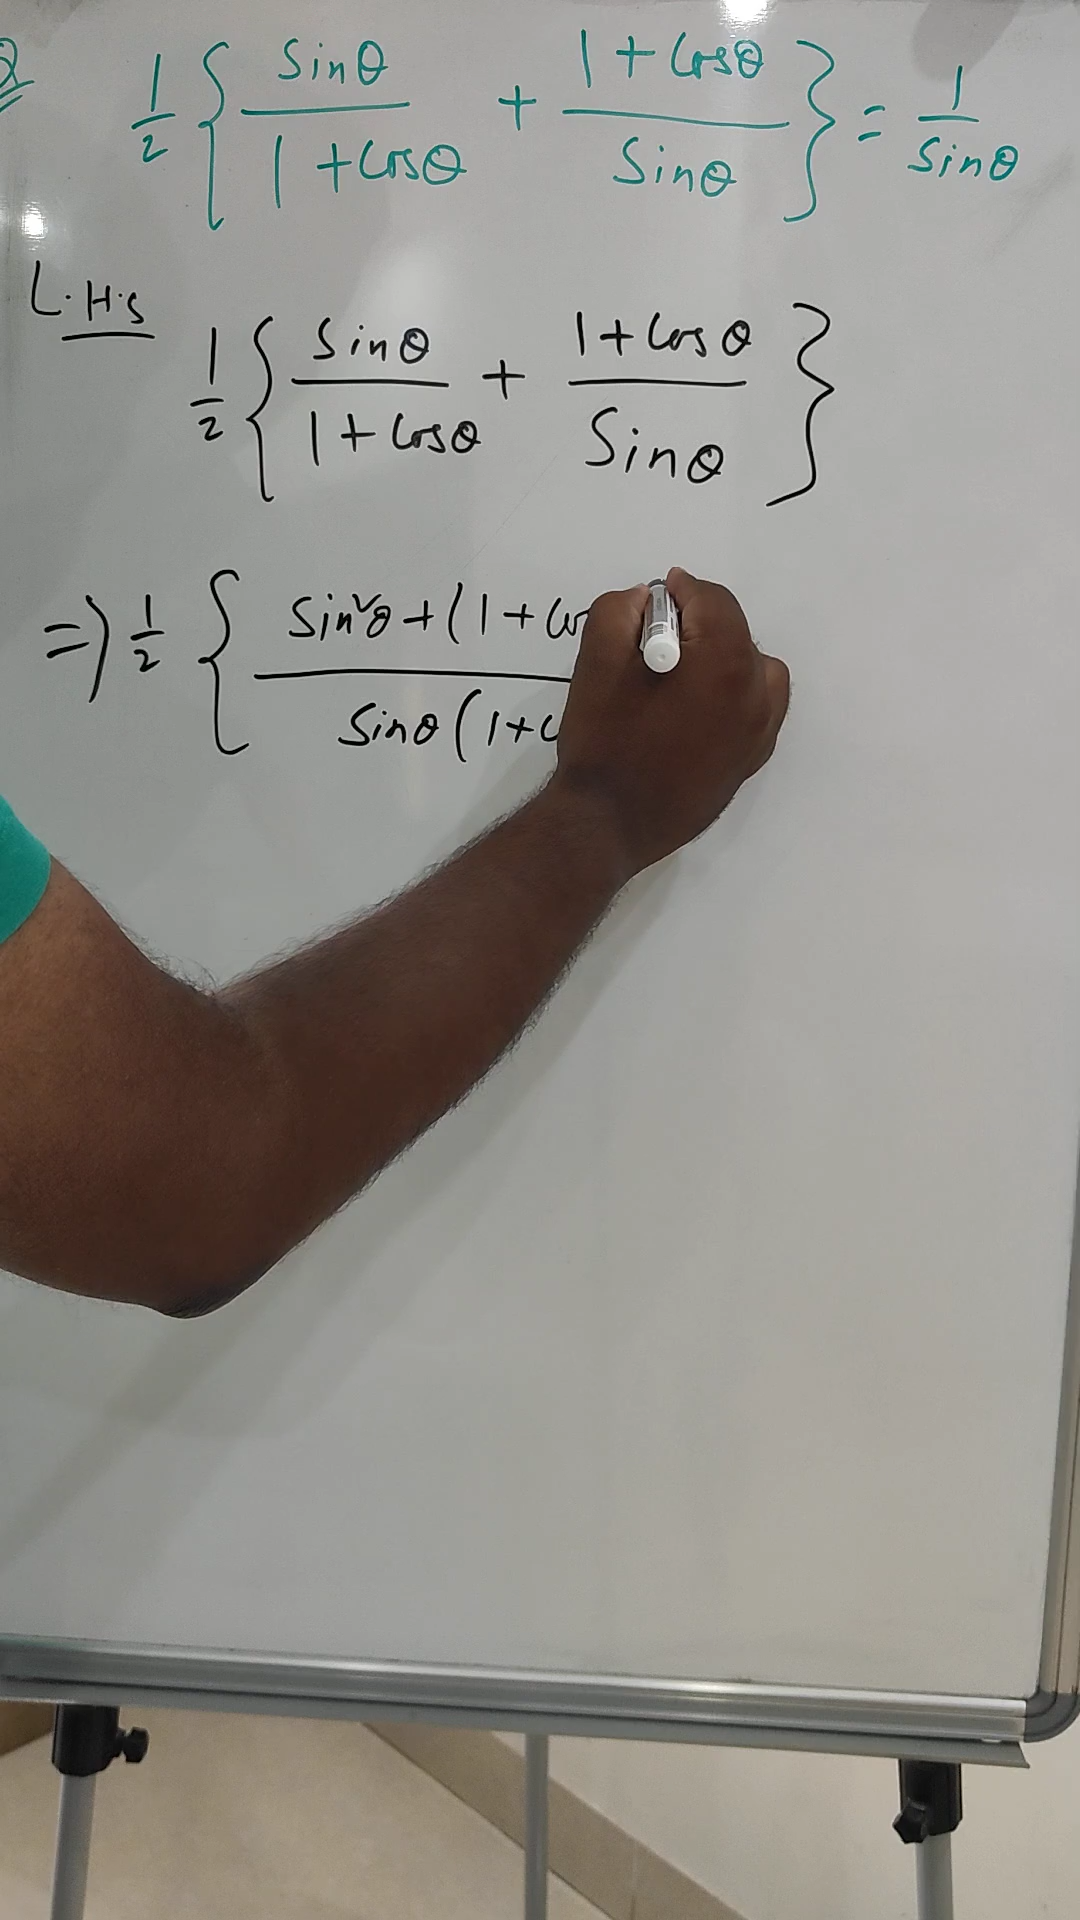 Q 1/2 { Sinθ/(1+Cosθ) + (1+Cosθ)/Sinθ } = 1/Sinθ
L.H.S
1/2 { Sinθ/(1+Cosθ) + (1+Cosθ)/Sinθ }
=> 1/2 { Sin²θ+(1+Co / Sinθ(1+C